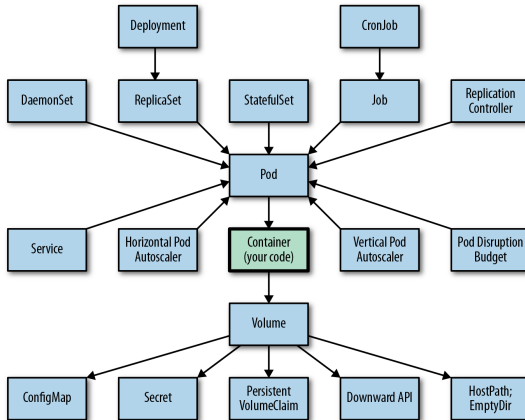 Deployment
CronJob
DaemonSet
ReplicaSet
StatefulSet
Job
Replication
Controller
Pod
Service
Horizontal Pod
Autoscaler
Container
(your code)
Vertical Pod
Autoscaler
Pod Disruption
Budget
Volume
ConfigMap
Secret
Persistent
VolumeClaim
Downward API
HostPath;
EmptyDir